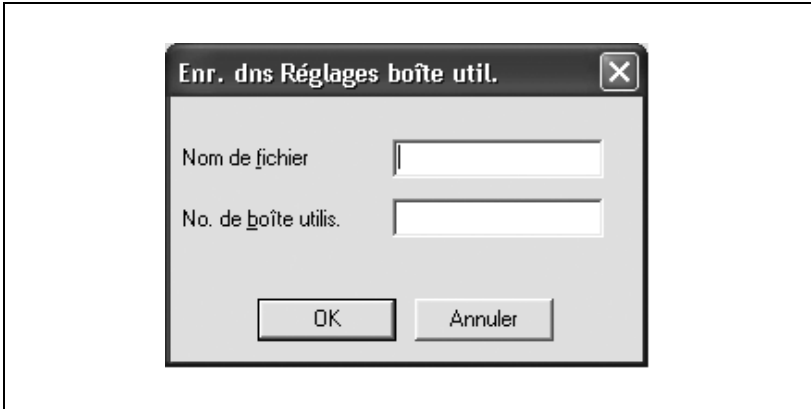 Enr. dns Réglages boîte util.
Nom de fichier
No. de boîte utilis.
OK Annuler